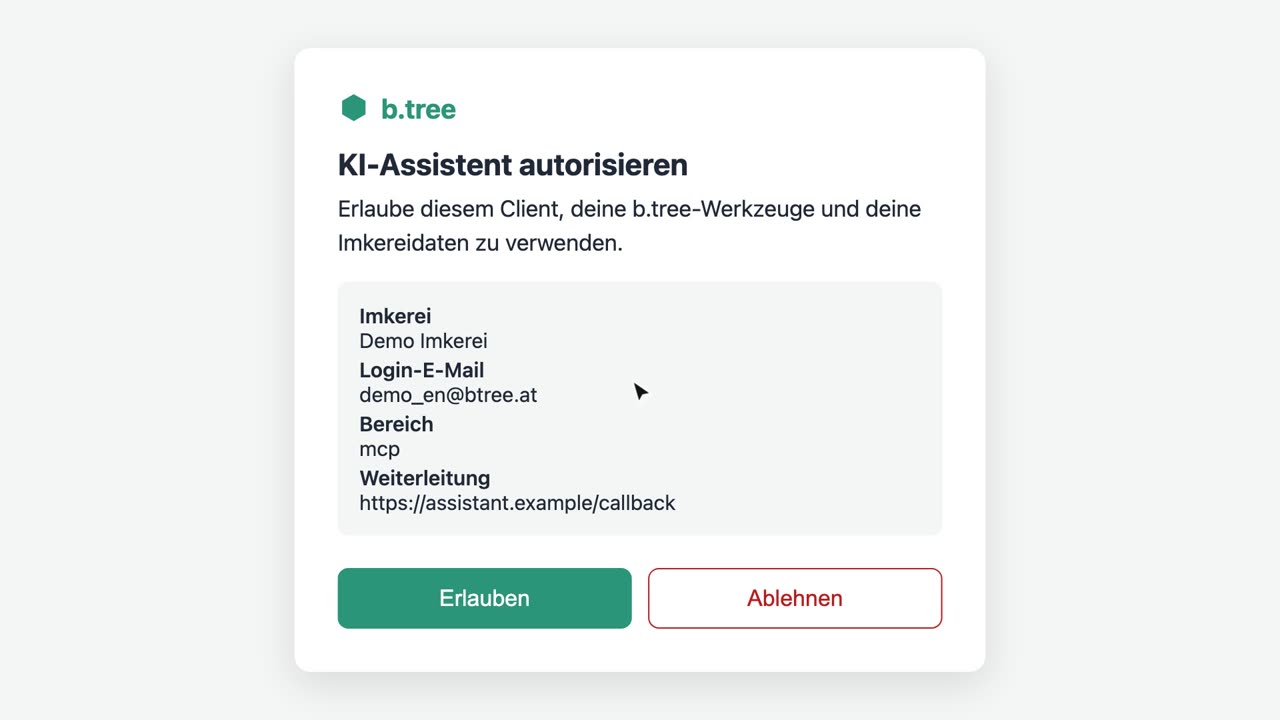 b.tree
KI-Assistent autorisieren
Erlaube diesem Client, deine b.tree-Werkzeuge und deine
Imkereidaten zu verwenden.
Imkerei
Demo Imkerei
Login-E-Mail
demo_en@btree.at
Bereich
mcp
Weiterleitung
https://assistant.example/callback
Erlauben
Ablehnen